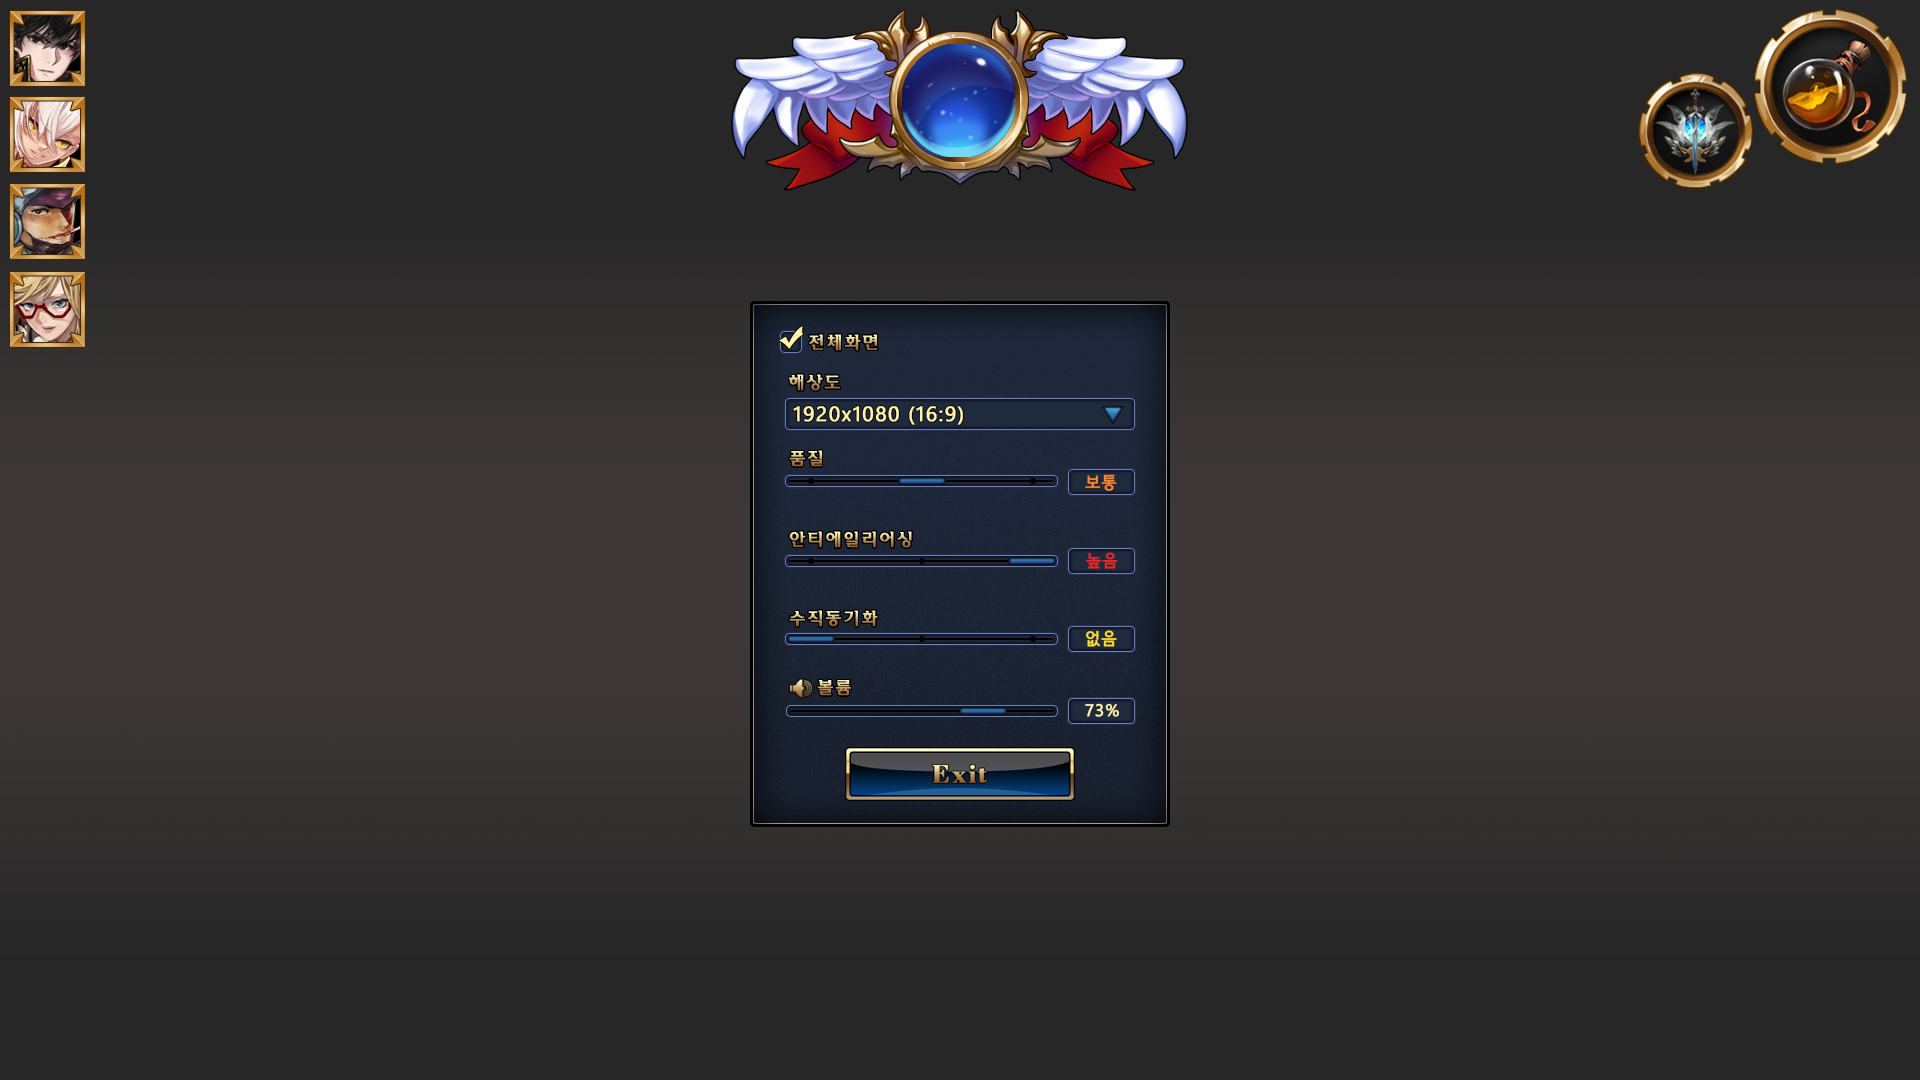 전체화면
해상도
1920x1080 (16:9)
품질
보통
안티에일리어싱
높음
수직동기화
없음
볼륨
73%
Exit